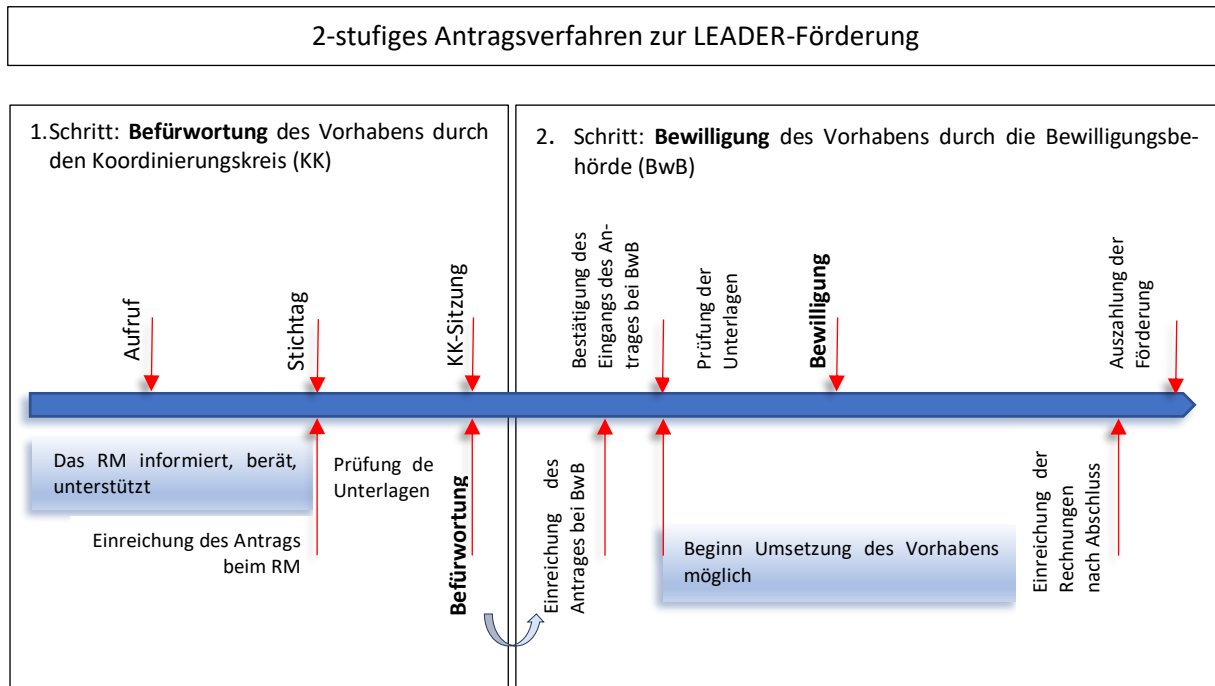 2-stufiges Antragsverfahren zur LEADER-Förderung
1. Schritt: Befürwortung des Vorhabens durch
den Koordinierungskreis (KK)
Aufruf
Stichtag
KK-Sitzung
Das RM informiert, berät,
unterstützt
Einreichung des Antrags
beim RM
Prüfung de
Unterlagen
Befürwortung
2. Schritt: Bewilligung des Vorhabens durch die Bewilligungsbe-
hörde (BwB)
Bestätigung des
Eingangs des An-
trages bei BwB
Prüfung der
Unterlagen
Bewilligung
Auszahlung der
Förderung
Einreichung des
Antrages bei BwB
Beginn Umsetzung des Vorhabens
möglich
Einreichung der
Rechnungen
nach Abschluss